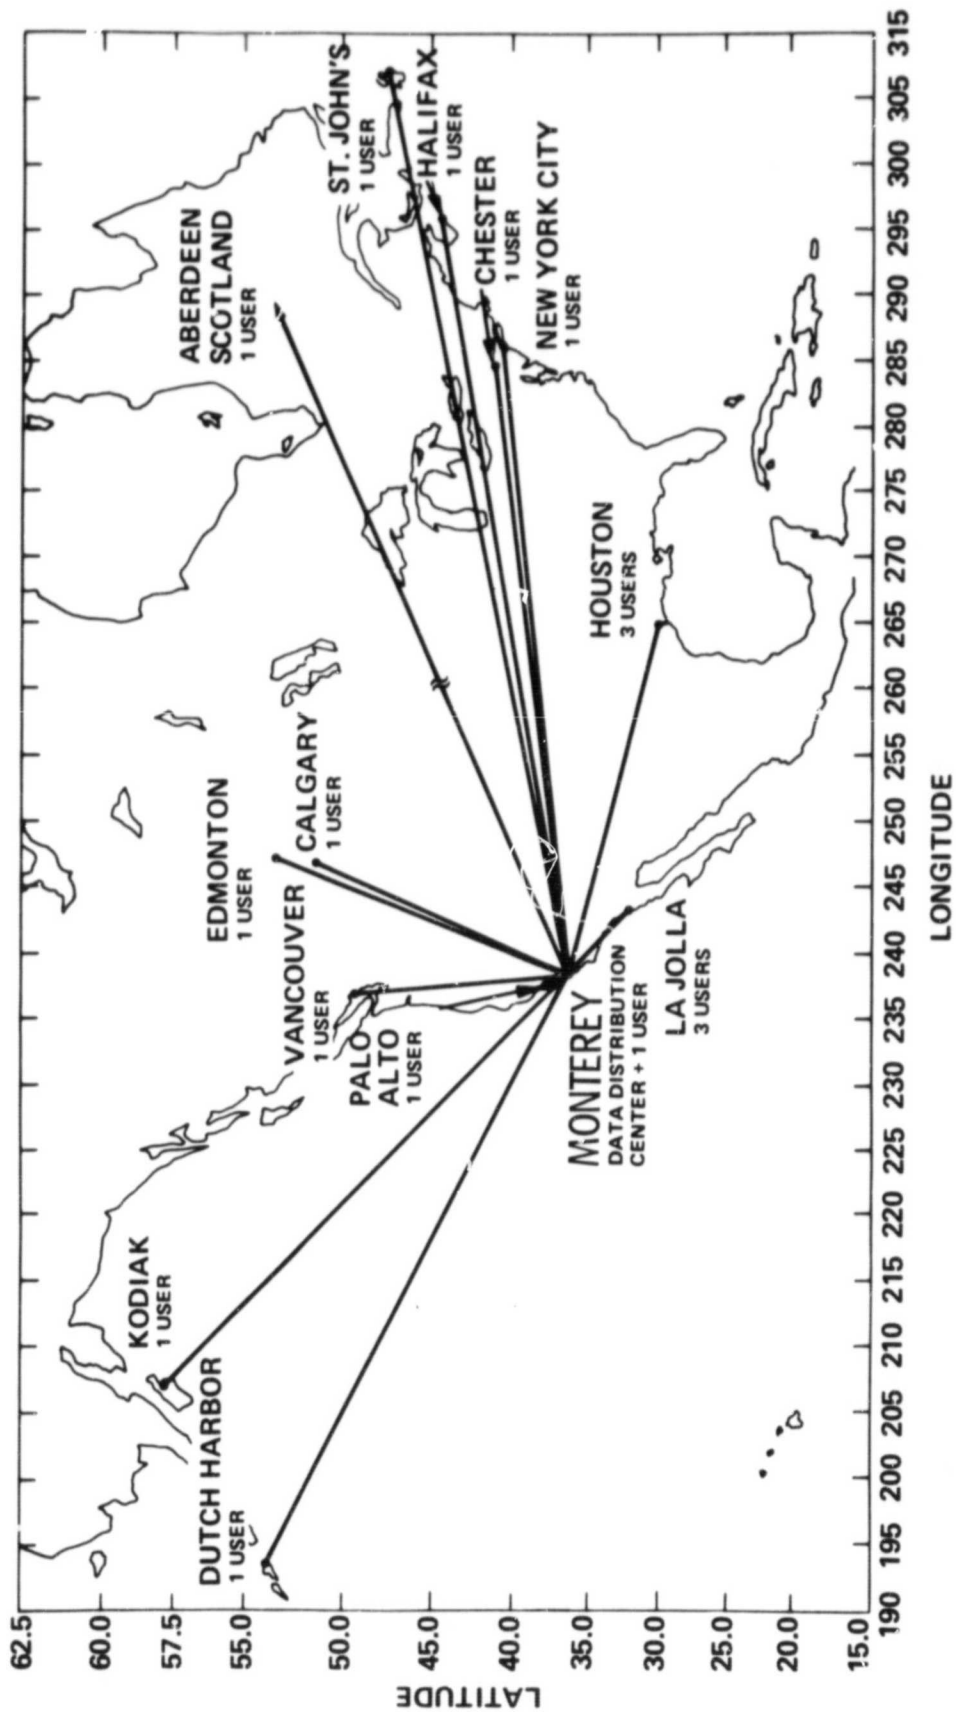 LATITUDE
62.5
60.0
57.5
55.0
50.0
45.0
40.0
35.0
30.0
25.0
20.0
15.0
DUTCH HARBOR
1 USER
KODIAK
1 USER
VANCOUVER
1 USER
PALO
ALTO
1 USER
EDMONTON
1 USER
CALGARY
1 USER
ABERDEEN
SCOTLAND
1 USER
ST. JOHN'S
1 USER
HALIFAX
1 USER
CHESTER
1 USER
NEW YORK CITY
1 USER
HOUSTON
3 USERS
MONTEREY
DATA DISTRIBUTION
CENTER + 1 USER
LA JOLLA
3 USERS
190 195 200 205 210 215 220 225 230 235 240 245 250 255 260 265 270 275 280 285 290 295 300 305 315
LONGITUDE